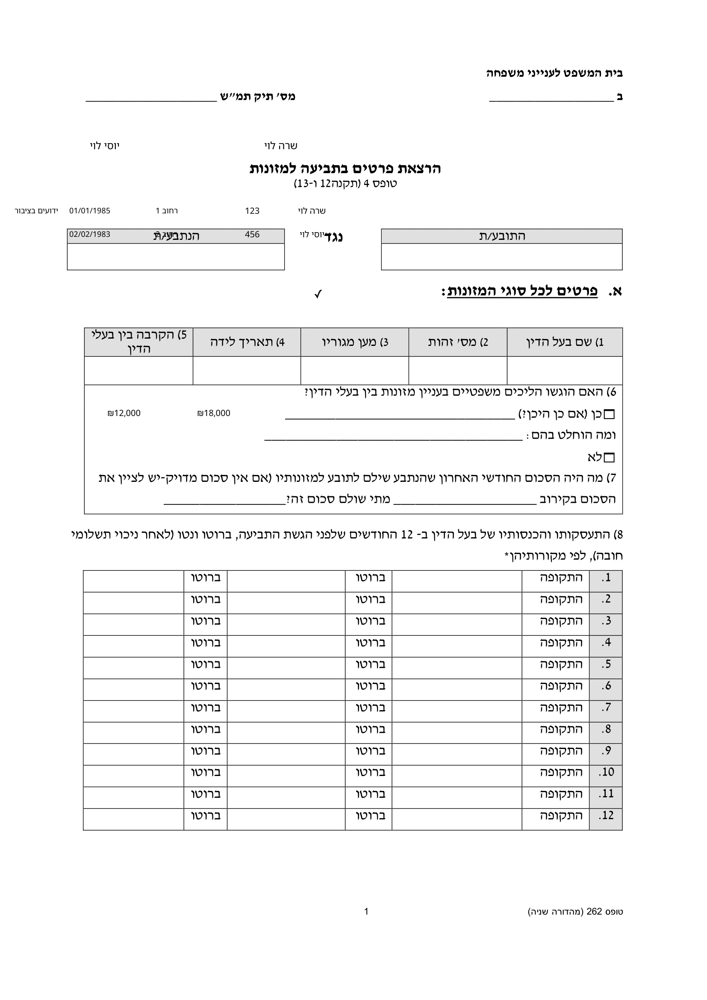 בית המשפט לענייני משפחה
ב ___________________ מס׳ תיק תמ״ש ____________________
שרה לוי יוסי לוי
הרצאת פרטים בתביעה למזונות
טופס 4 (תקנה12 ו-13)
שרה לוי 123 רחוב 1 01/01/1985 ידועים בציבור
התובע/ת נגד יוסי לוי 456 רחוב 2 הנתבע/ת 02/02/1983
א. פרטים לכל סוגי המזונות: ✓
1) שם בעל הדין 2) מס׳ זהות 3) מען מגוריו 4) תאריך לידה 5) הקרבה בין בעלי הדין
6) האם הוגשו הליכים משפטיים בעניין מזונות בין בעלי הדין?
☐ כן (אם כן היכן?) ___________________________________ ₪18,000 ₪12,000
ומה הוחלט בהם: _______________________________________
☐ לא
7) מה היה הסכום החודשי האחרון שהנתבע שילם לתובע למזונותיו (אם אין סכום מדויק-יש לציין את
הסכום בקירוב ______________________ מתי שולם סכום זה?___________________
8) התעסקותו והכנסותיו של בעל הדין ב- 12 החודשים שלפני הגשת התביעה, ברוטו ונטו (לאחר ניכוי תשלומי
חובה), לפי מקורותיהן*
1. התקופה ברוטו ברוטו
2. התקופה ברוטו ברוטו
3. התקופה ברוטו ברוטו
4. התקופה ברוטו ברוטו
5. התקופה ברוטו ברוטו
6. התקופה ברוטו ברוטו
7. התקופה ברוטו ברוטו
8. התקופה ברוטו ברוטו
9. התקופה ברוטו ברוטו
10. התקופה ברוטו ברוטו
11. התקופה ברוטו ברוטו
12. התקופה ברוטו ברוטו
טופס 262 (מהדורה שניה) 1